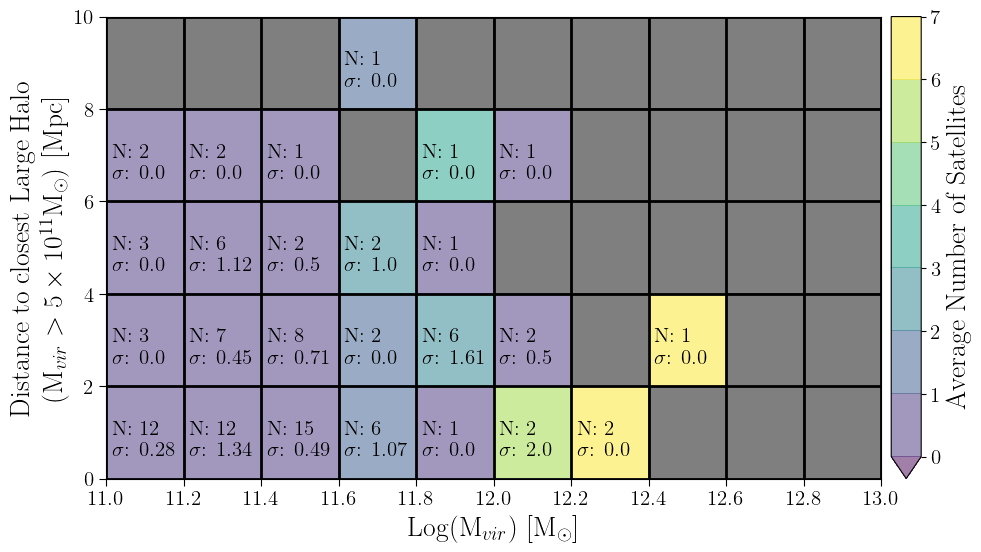 Distance to closest Large Halo
(M_vir > 5 × 10^11 M_⊙) [Mpc]
10
8
6
4
2
0
N: 1
σ: 0.0
N: 2
σ: 0.0
N: 2
σ: 0.0
N: 1
σ: 0.0
N: 1
σ: 0.0
N: 1
σ: 0.0
N: 3
σ: 0.0
N: 6
σ: 1.12
N: 2
σ: 0.5
N: 2
σ: 1.0
N: 1
σ: 0.0
N: 3
σ: 0.0
N: 7
σ: 0.45
N: 8
σ: 0.71
N: 2
σ: 0.0
N: 6
σ: 1.61
N: 2
σ: 0.5
N: 1
σ: 0.0
N: 12
σ: 0.28
N: 12
σ: 1.34
N: 15
σ: 0.49
N: 6
σ: 1.07
N: 1
σ: 0.0
N: 2
σ: 2.0
N: 2
σ: 0.0
11.0 11.2 11.4 11.6 11.8 12.0 12.2 12.4 12.6 12.8 13.0
Log(M_vir) [M_⊙]
7
6
5
4
3
2
1
0
Average Number of Satellites